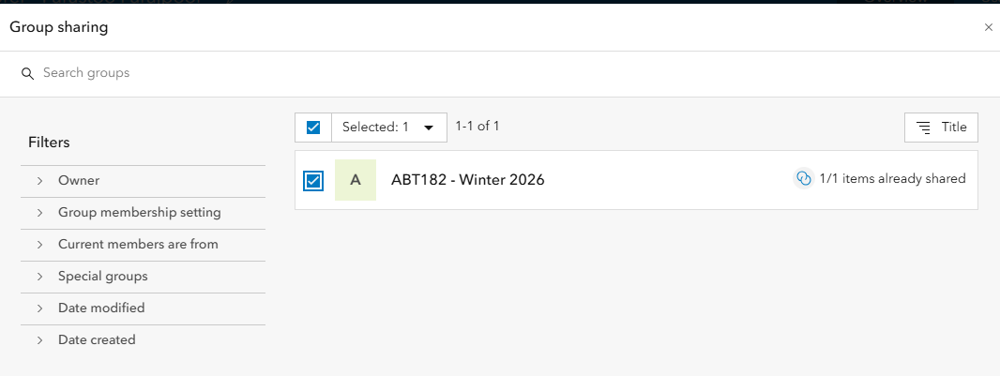 Group sharing
Search groups
Selected: 1
1-1 of 1
Title
Filters
Owner
Group membership setting
Current members are from
Special groups
Date modified
Date created
A
ABT182 - Winter 2026
1/1 items already shared